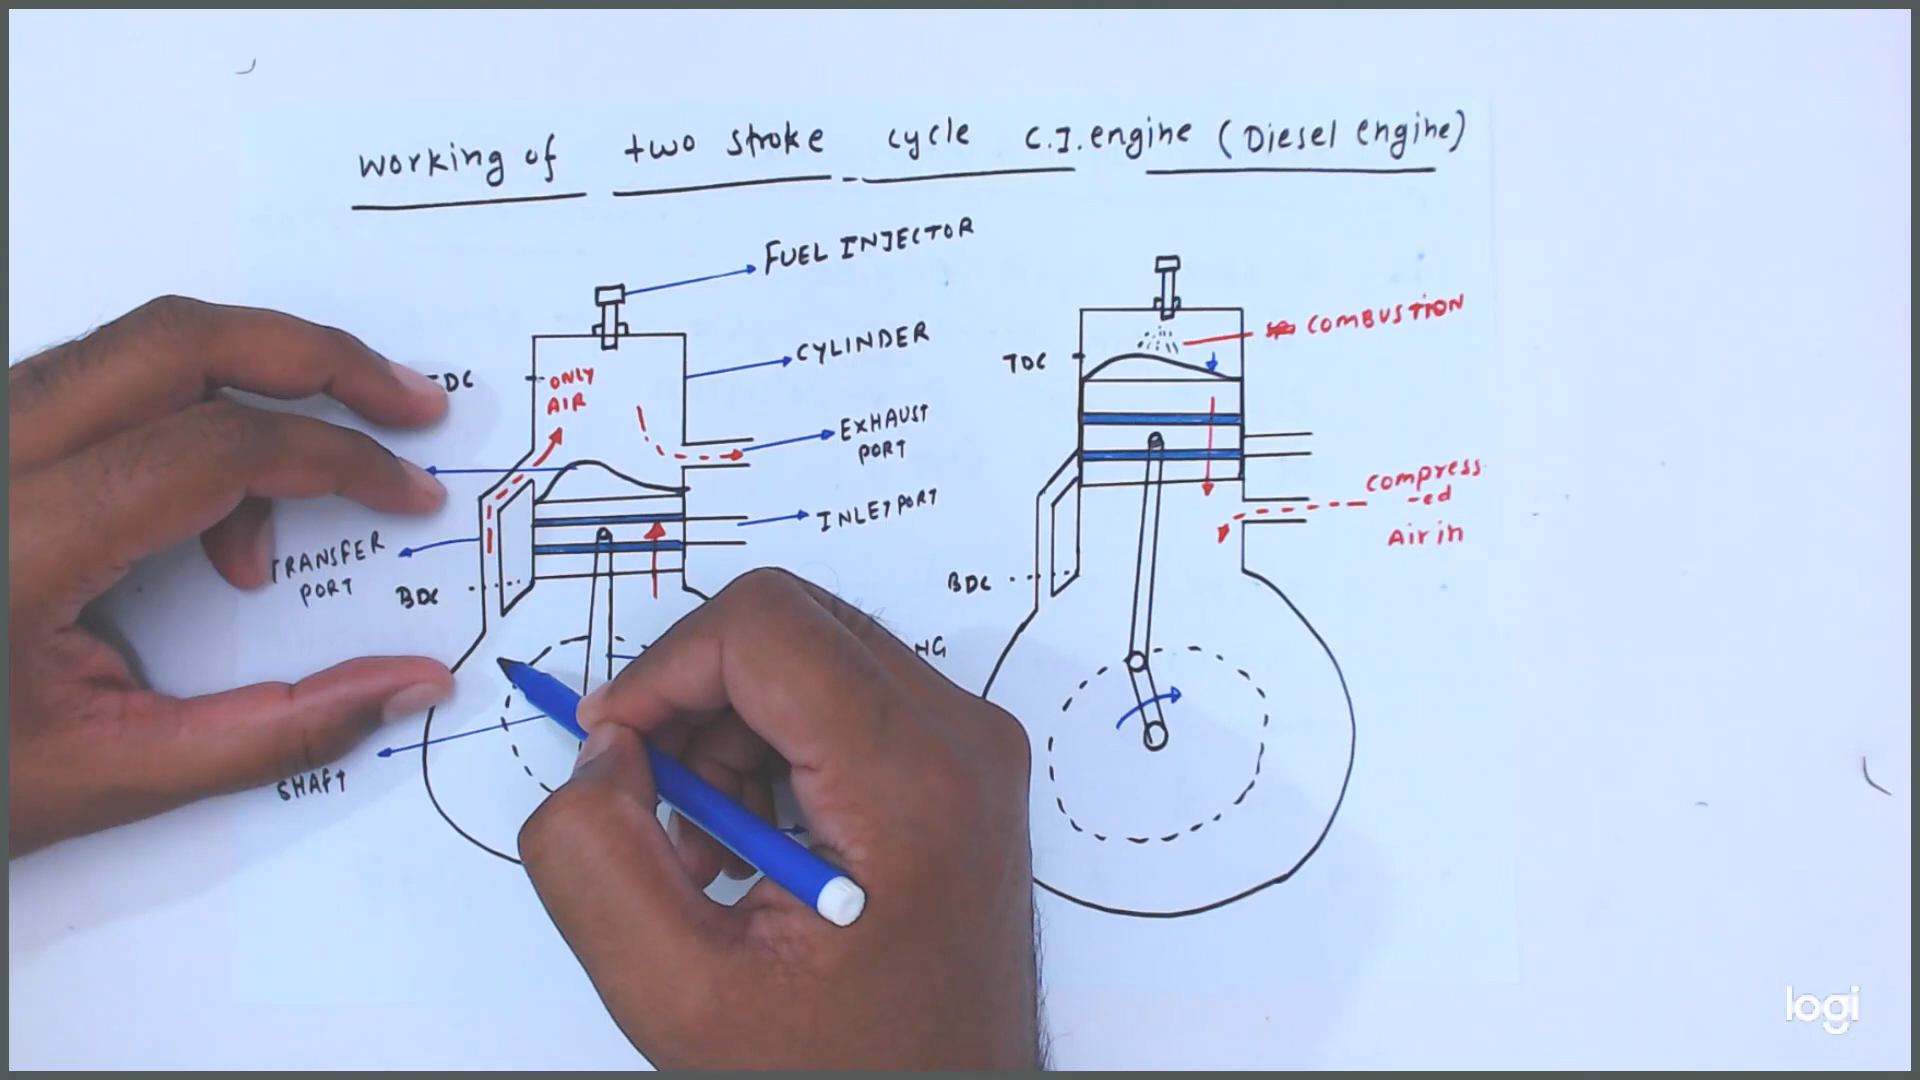 Working of two stroke cycle C.I. engine (Diesel engine)
FUEL INJECTOR
CYLINDER
ONLY
AIR
EXHAUST
PORT
INLET PORT
TRANSFER
PORT
BDC
SHAFT
TDC
COMBUSTION
compress
-ed
Air in
BDC
logi